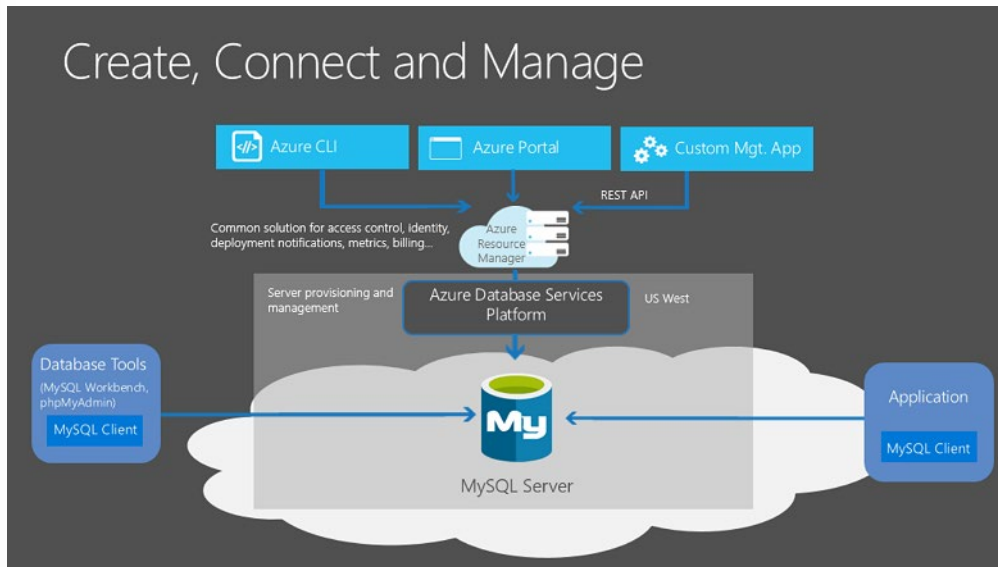 Create, Connect and Manage
Azure CLI
Azure Portal
Custom Mgt. App
REST API
Common solution for access control, identity,
deployment notifications, metrics, billing...
Azure
Resource
Manager
Server provisioning and
management
Azure Database Services
Platform
US West
Database Tools
(MySQL Workbench,
phpMyAdmin)
MySQL Client
My
MySQL Server
Application
MySQL Client